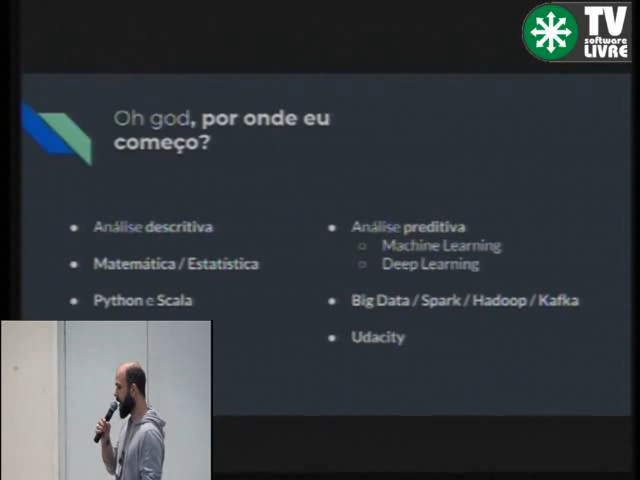 TV
software
LIVRE
Oh god, por onde eu
começo?
Análise descritiva
Matemática / Estatística
Python e Scala
Análise preditiva
Machine Learning
Deep Learning
Big Data / Spark / Hadoop / Kafka
Udacity